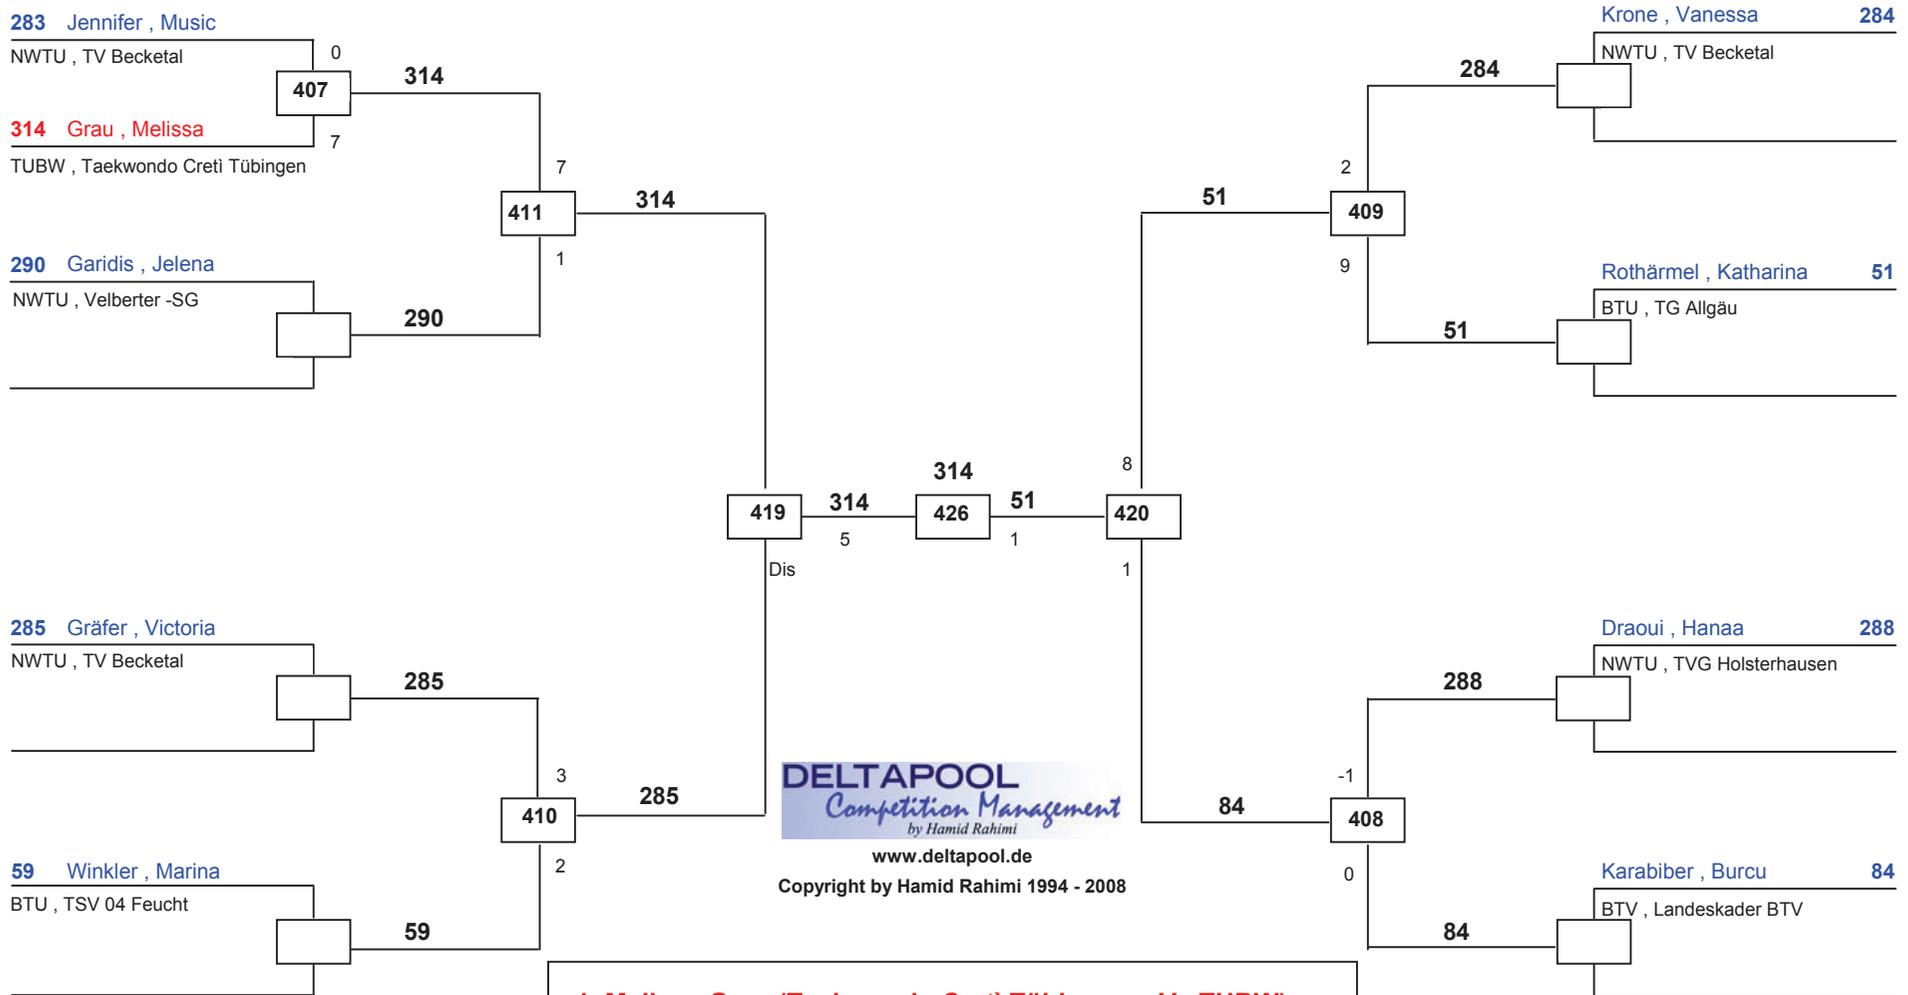 283 Jennifer , Music
NWTU , TV Becketal
0
407
314
314 Grau , Melissa
7
TUBW , Taekwondo Cretì Tübingen
7
411
314
1
290 Garidis , Jelena
NWTU , Velberter -SG
290
285 Gräfer , Victoria
NWTU , TV Becketal
285
3
410
285
2
59 Winkler , Marina
BTU , TSV 04 Feucht
59
419
314
5
Dis
314
426
51
1
8
420
1
Krone , Vanessa 284
NWTU , TV Becketal
284
2
51
409
9
Rothärmel , Katharina 51
BTU , TG Allgäu
51
Draoui , Hanaa 288
NWTU , TVG Holsterhausen
288
-1
84
408
0
Karabiber , Burcu 84
BTV , Landeskader BTV
84
DELTAPOOL
Competition Management
by Hamid Rahimi
www.deltapool.de
Copyright by Hamid Rahimi 1994 - 2008